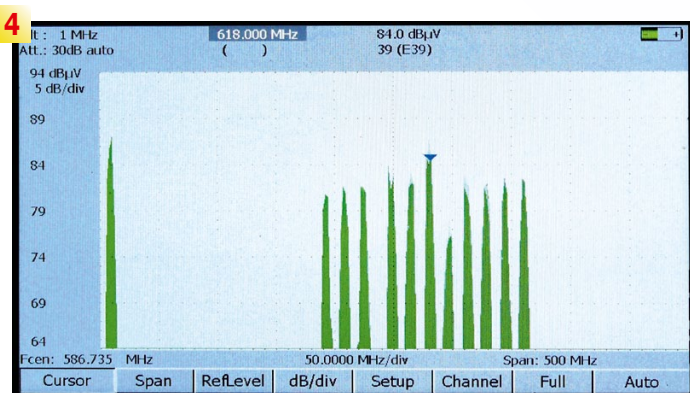 4
lt : 1 MHz 618.000 MHz 84.0 dBµV
Att.: 30dB auto ( ) 39 (E39)
94 dBµV
5 dB/div
89
84
79
74
69
64
Fcen: 586.735 MHz 50.0000 MHz/div Span: 500 MHz
Cursor Span RefLevel dB/div Setup Channel Full Auto